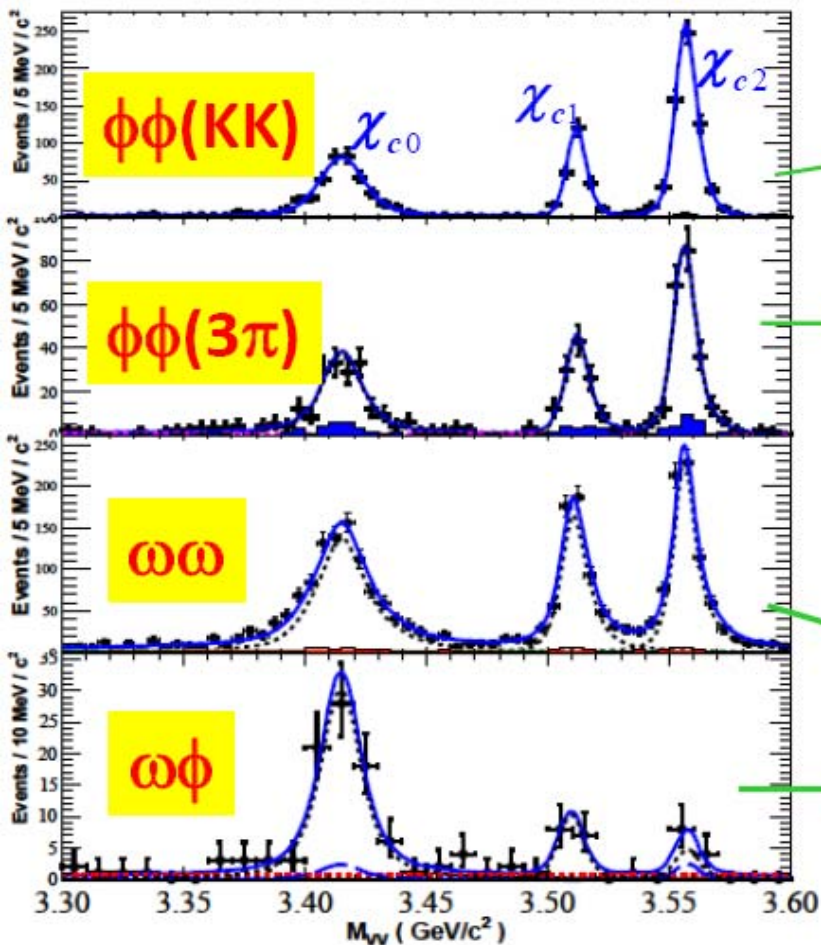 Events / 5 MeV / c²
250
200
150
100
50
ϕϕ(KK)
χc0
χc1
χc2
Events / 5 MeV / c²
100
80
60
40
20
0
ϕϕ(3π)
Events / 5 MeV / c²
250
200
150
100
50
ωω
Events / 10 MeV / c²
35
30
25
20
15
10
5
0
ωϕ
3.30 3.35 3.40 3.45 3.50 3.55 3.60
MVV ( GeV/c²)